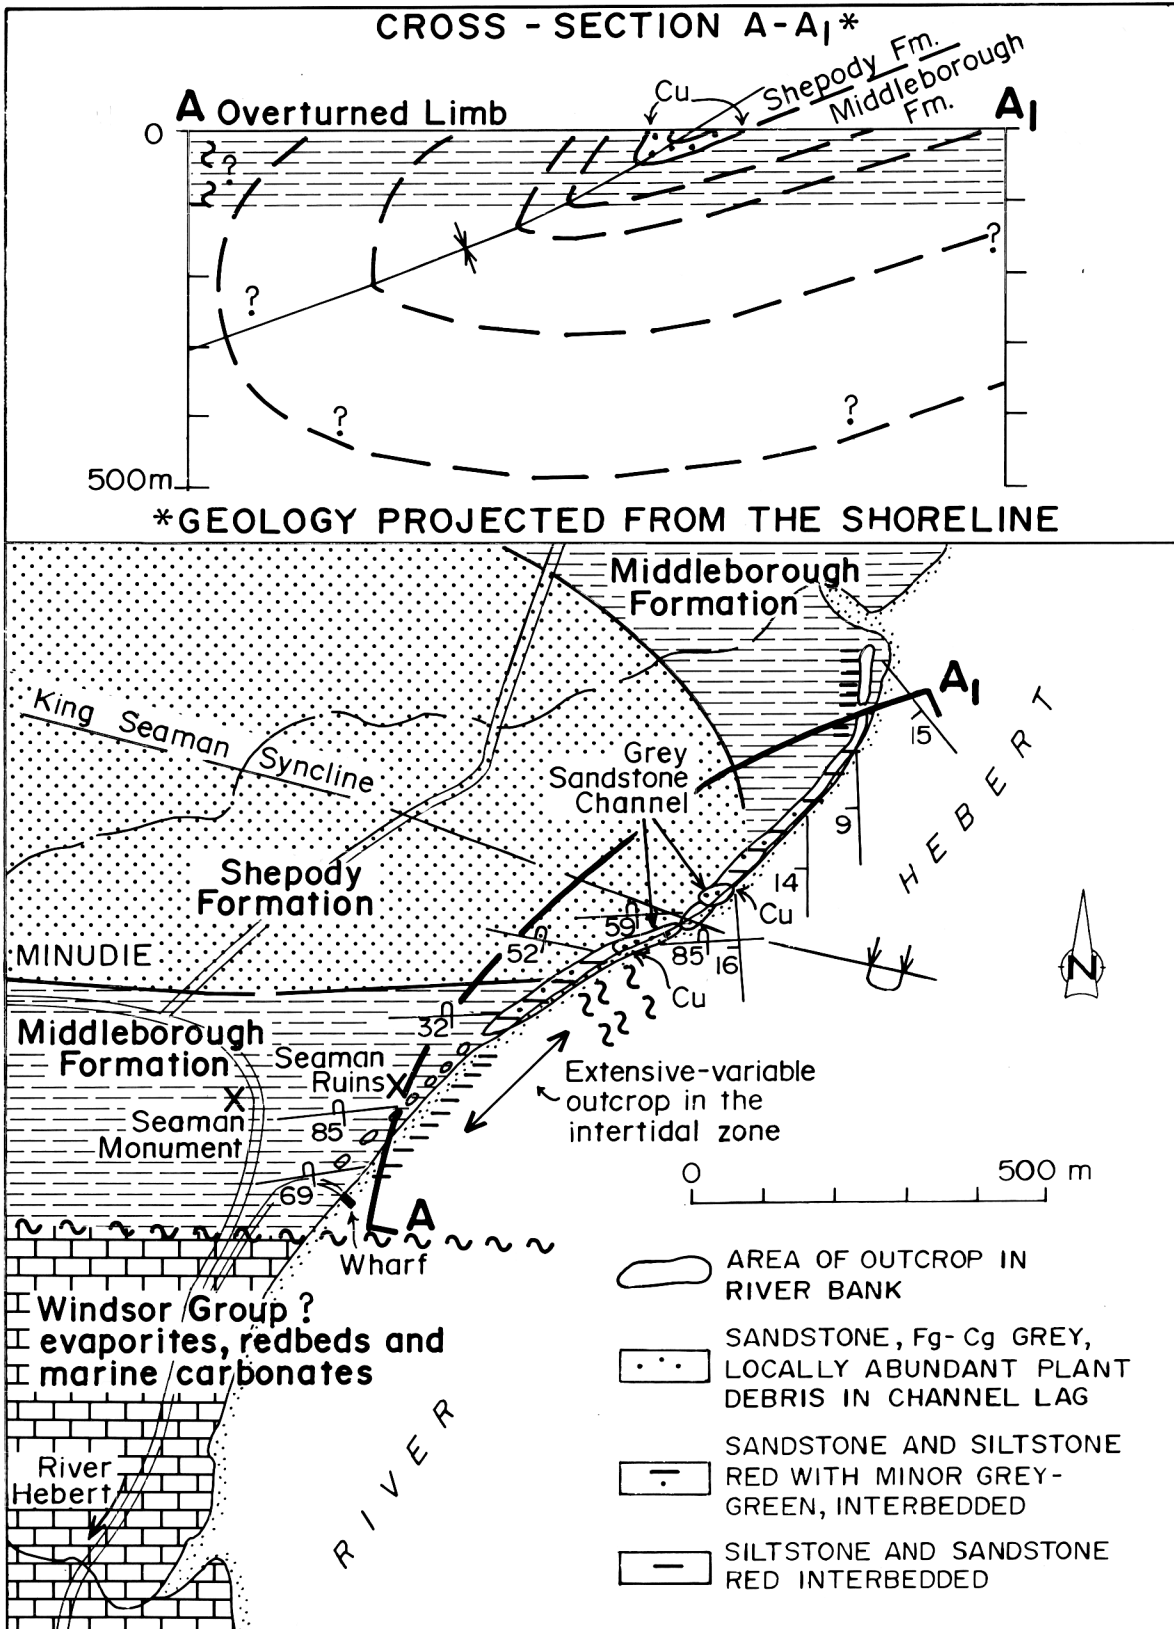 CROSS - SECTION A-A1*
Shepody Fm.
Middleborough
Fm.
Cu
A Overturned Limb
A1
0
?
?
?
?
?
500m
*GEOLOGY PROJECTED FROM THE SHORELINE
Middleborough
Formation
A1
King Seaman Syncline
15
Grey
Sandstone
Channel
9
Shepody
Formation
14
Cu
59
52
85
16
MINUDIE
N
Cu
32
Middleborough
Formation
Seaman
Ruins
X
X
Seaman
Monument
85
Extensive-variable
outcrop in the
intertidal zone
69
A
Wharf
0
500 m
AREA OF OUTCROP IN
RIVER BANK
Windsor Group ?
evaporites, redbeds and
marine carbonates
SANDSTONE, Fg-Cg GREY,
LOCALLY ABUNDANT PLANT
DEBRIS IN CHANNEL LAG
River
Hebert
SANDSTONE AND SILTSTONE
RED WITH MINOR GREY-
GREEN, INTERBEDDED
SILTSTONE AND SANDSTONE
RED INTERBEDDED
RIVER HEBERT